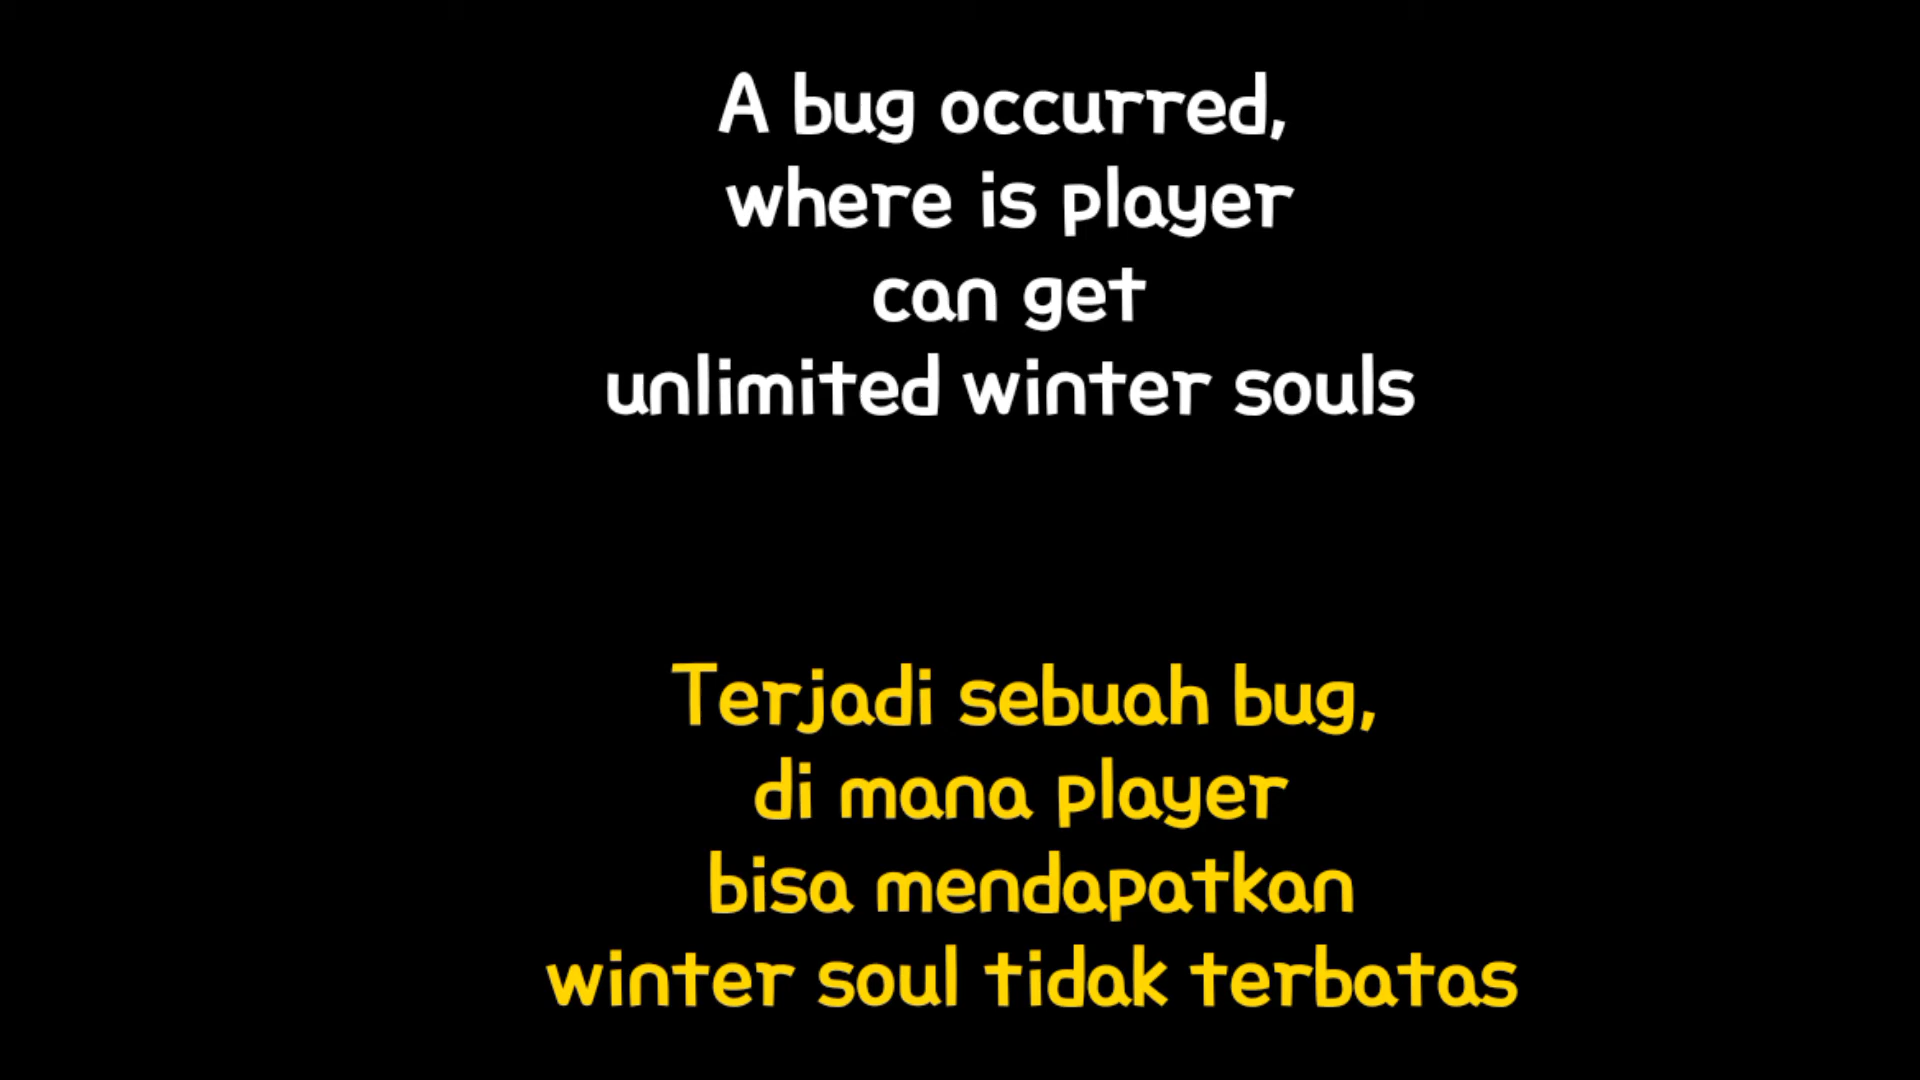 A bug occurred,
where is player
can get
unlimited winter souls
Terjadi sebuah bug,
di mana player
bisa mendapatkan
winter soul tidak terbatas